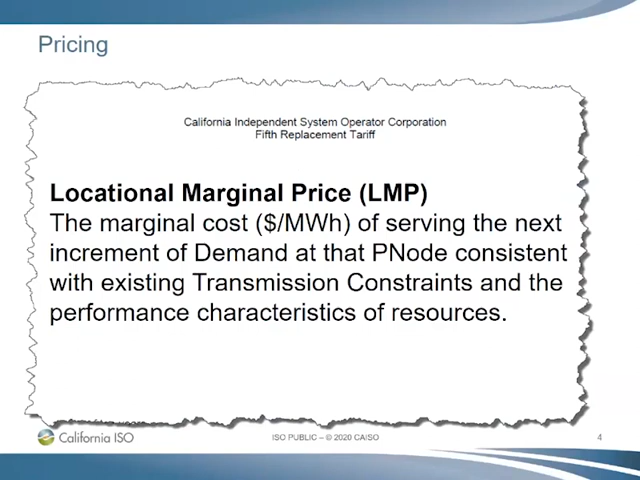 Pricing
California Independent System Operator Corporation
Fifth Replacement Tariff
Locational Marginal Price (LMP)
The marginal cost ($/MWh) of serving the next
increment of Demand at that PNode consistent
with existing Transmission Constraints and the
performance characteristics of resources.
California ISO
ISO PUBLIC – © 2020 CAISO
4